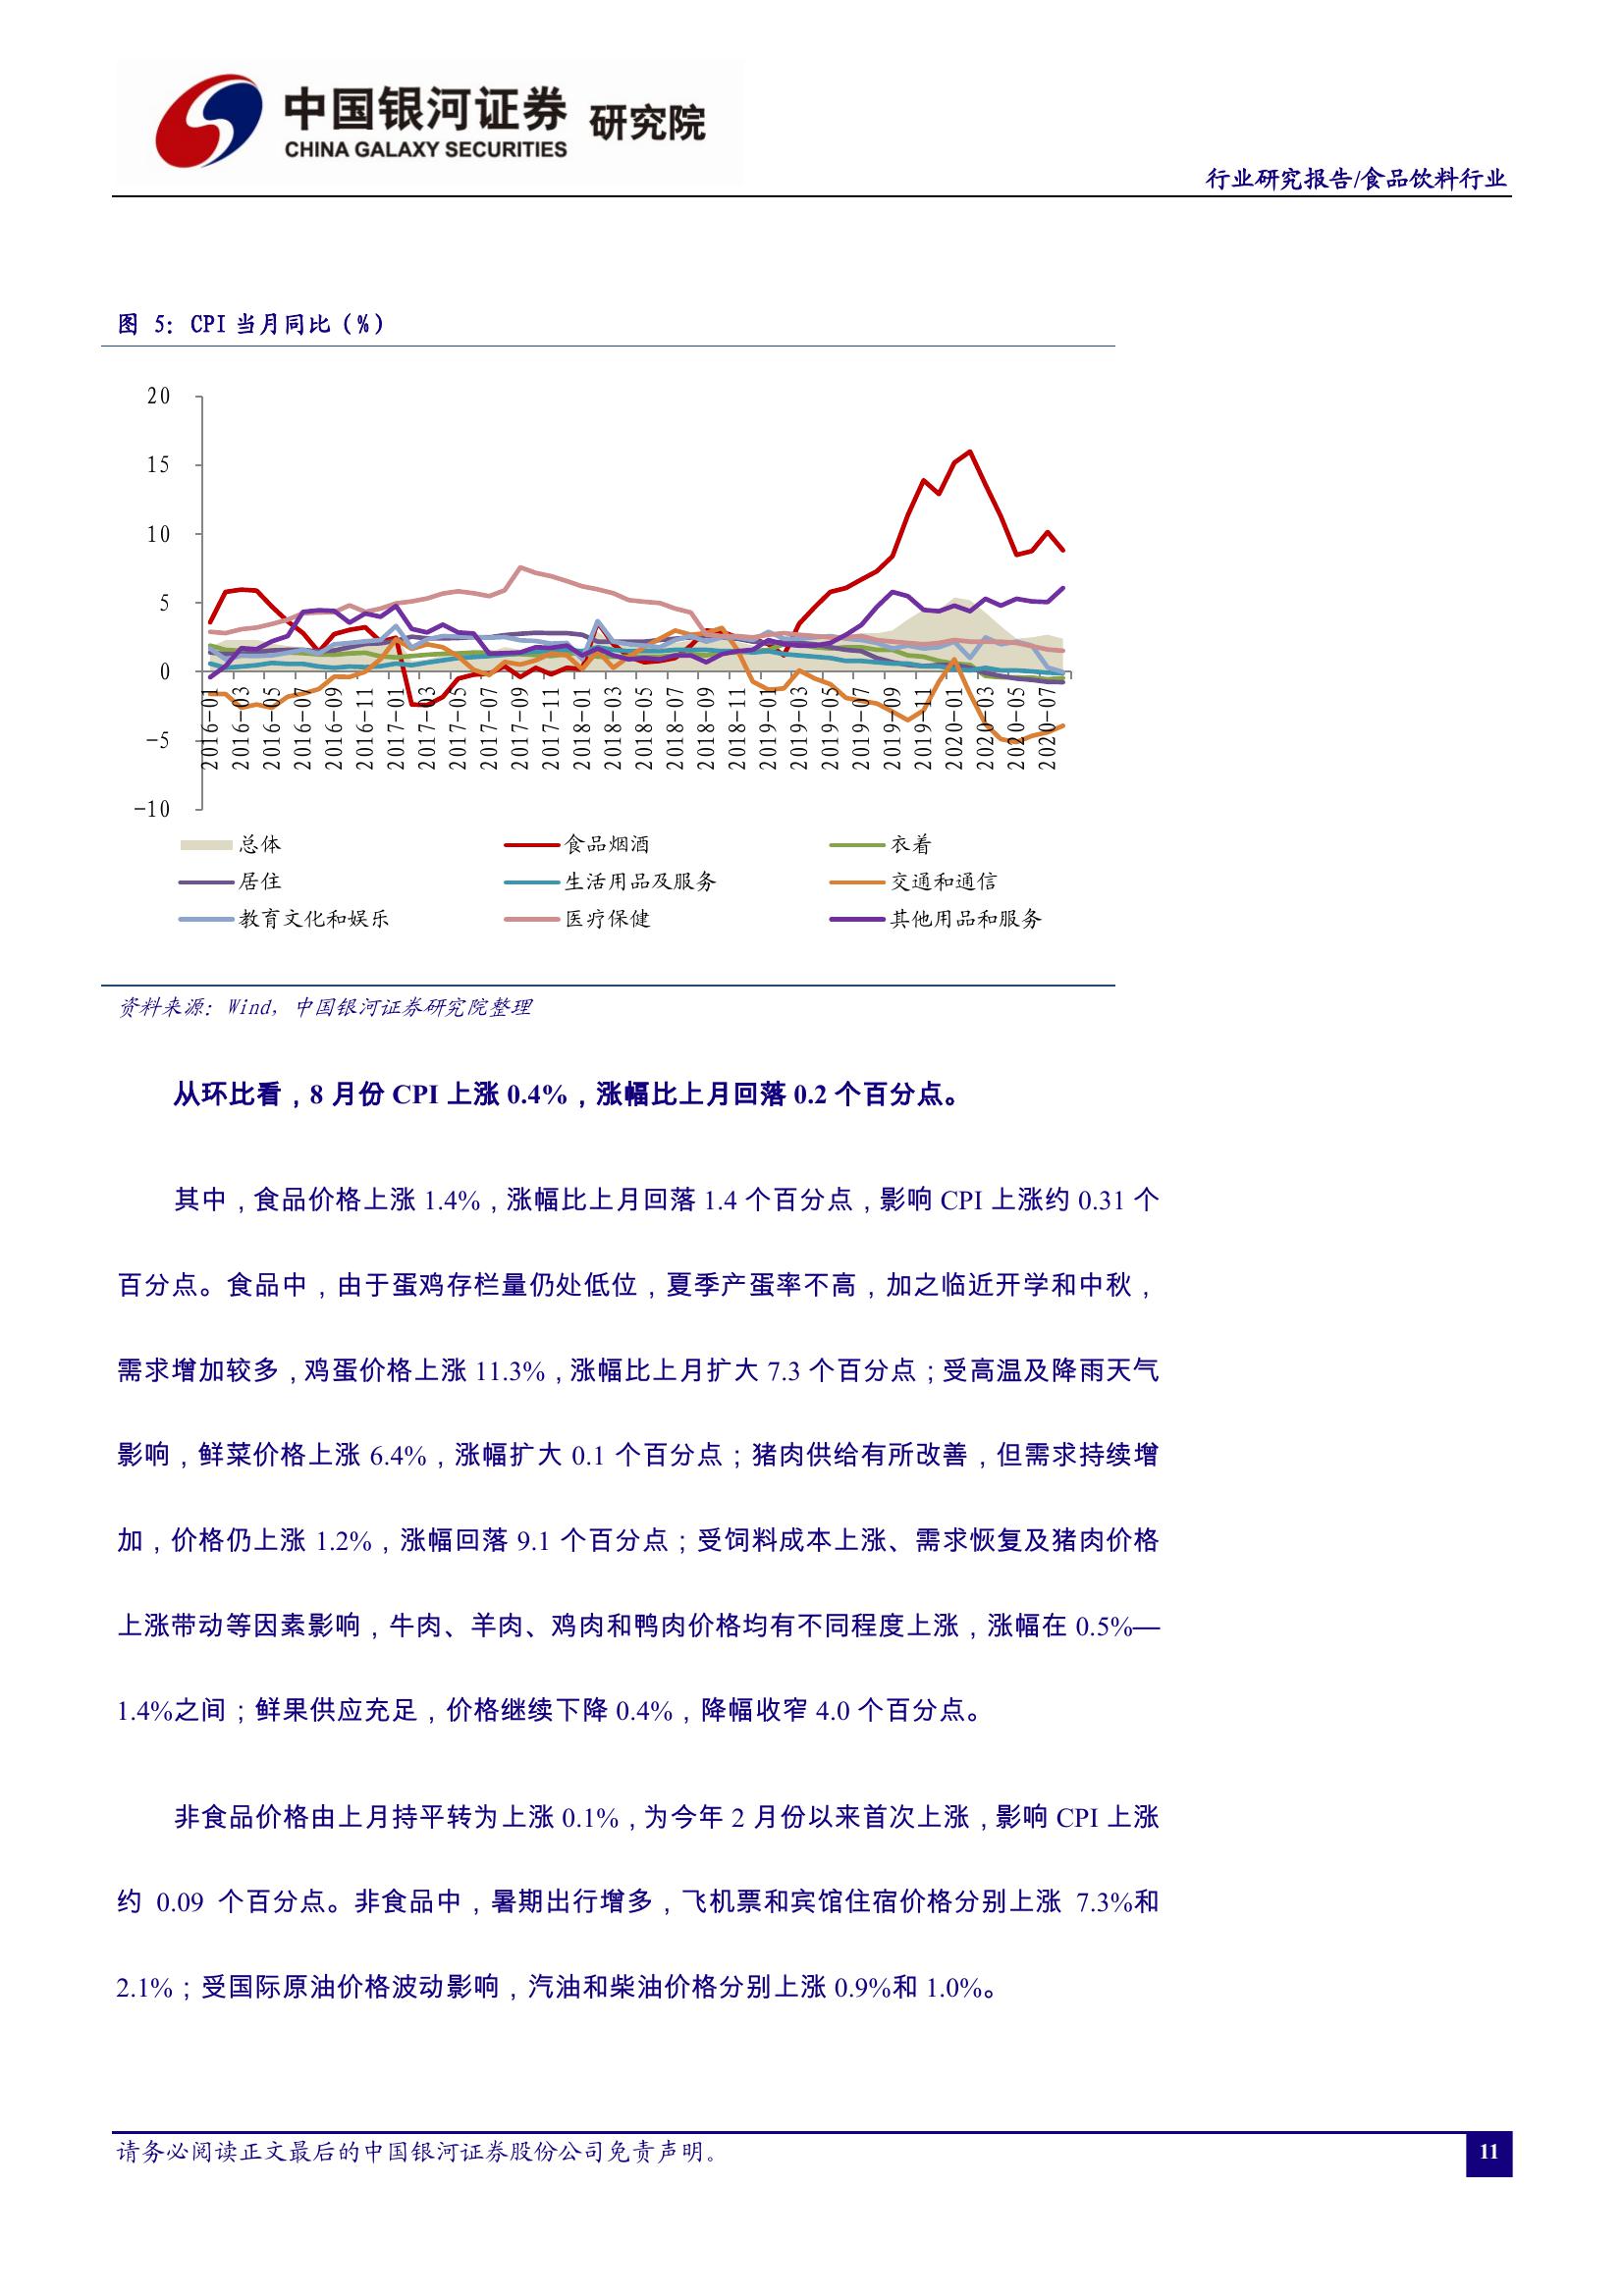 中国银河证券 研究院
CHINA GALAXY SECURITIES
行业研究报告/食品饮料行业
图 5：CPI 当月同比（%）
20
15
10
5
0
-5
-10
2016-01
2016-03
2016-05
2016-07
2016-09
2016-11
2017-01
2017-03
2017-05
2017-07
2017-09
2017-11
2018-01
2018-03
2018-05
2018-07
2018-09
2018-11
2019-01
2019-03
2019-05
2019-07
2019-09
2019-11
2020-01
2020-03
2020-05
2020-07
总体 食品烟酒 衣着
居住 生活用品及服务 交通和通信
教育文化和娱乐 医疗保健 其他用品和服务
资料来源：Wind，中国银河证券研究院整理
从环比看，8 月份 CPI 上涨 0.4%，涨幅比上月回落 0.2 个百分点。
其中，食品价格上涨 1.4%，涨幅比上月回落 1.4 个百分点，影响 CPI 上涨约 0.31 个
百分点。食品中，由于蛋鸡存栏量仍处低位，夏季产蛋率不高，加之临近开学和中秋，
需求增加较多，鸡蛋价格上涨 11.3%，涨幅比上月扩大 7.3 个百分点；受高温及降雨天气
影响，鲜菜价格上涨 6.4%，涨幅扩大 0.1 个百分点；猪肉供给有所改善，但需求持续增
加，价格仍上涨 1.2%，涨幅回落 9.1 个百分点；受饲料成本上涨、需求恢复及猪肉价格
上涨带动等因素影响，牛肉、羊肉、鸡肉和鸭肉价格均有不同程度上涨，涨幅在 0.5%—
1.4%之间；鲜果供应充足，价格继续下降 0.4%，降幅收窄 4.0 个百分点。
非食品价格由上月持平转为上涨 0.1%，为今年 2 月份以来首次上涨，影响 CPI 上涨
约 0.09 个百分点。非食品中，暑期出行增多，飞机票和宾馆住宿价格分别上涨 7.3%和
2.1%；受国际原油价格波动影响，汽油和柴油价格分别上涨 0.9%和 1.0%。
请务必阅读正文最后的中国银河证券股份公司免责声明。
11